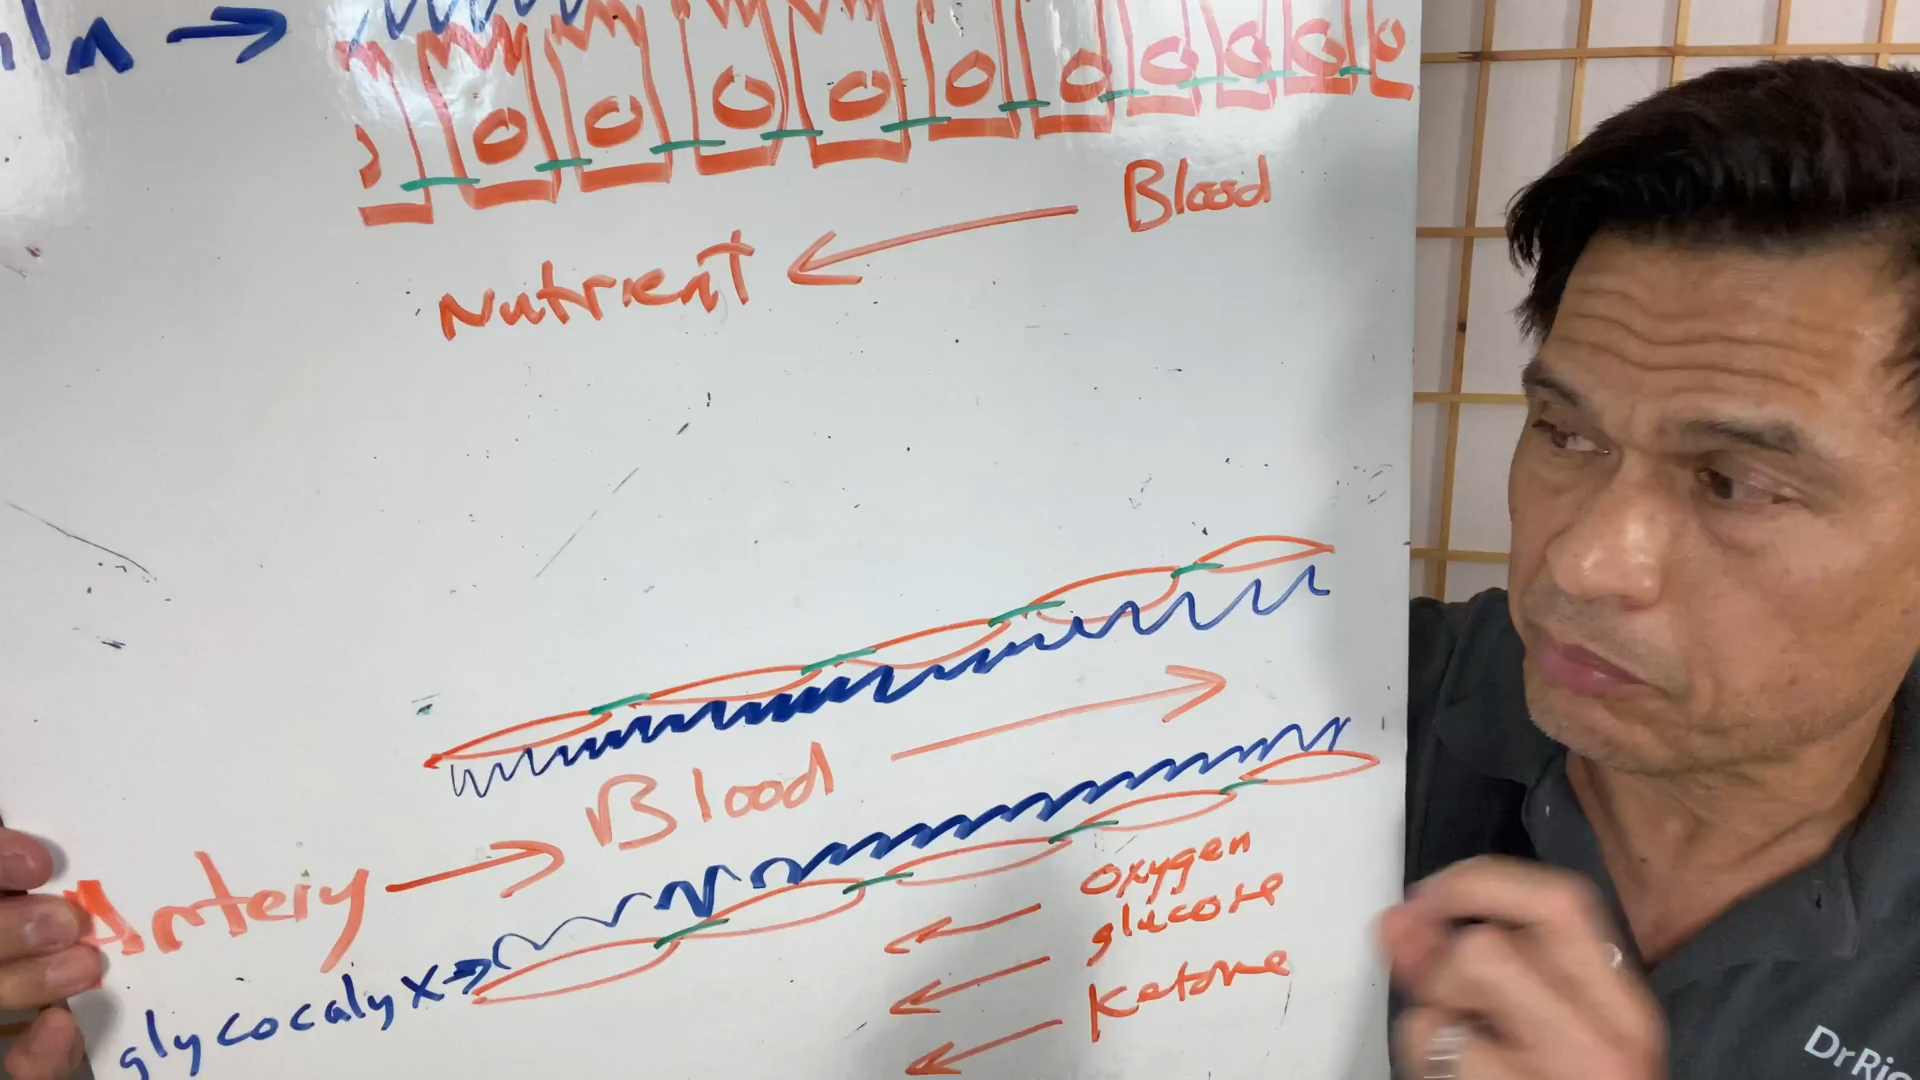 Blood
Nutrient
Blood
Artery
oxygen
glucose
Ketone
glycocalyx